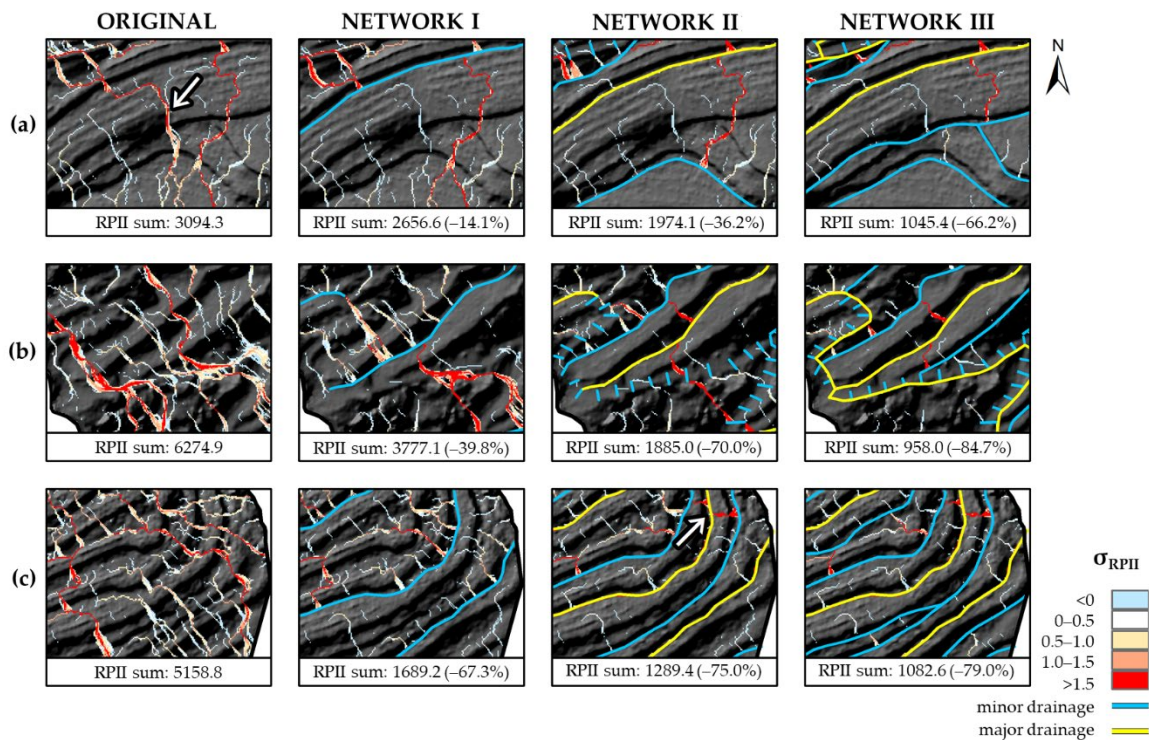 ORIGINAL NETWORK I NETWORK II NETWORK III
N
(a)
RPII sum: 3094.3 RPII sum: 2656.6 (–14.1%) RPII sum: 1974.1 (–36.2%) RPII sum: 1045.4 (–66.2%)
(b)
RPII sum: 6274.9 RPII sum: 3777.1 (–39.8%) RPII sum: 1885.0 (–70.0%) RPII sum: 958.0 (–84.7%)
(c)
RPII sum: 5158.8 RPII sum: 1689.2 (–67.3%) RPII sum: 1289.4 (–75.0%) RPII sum: 1082.6 (–79.0%)
σRPII
<0
0–0.5
0.5–1.0
1.0–1.5
>1.5
minor drainage
major drainage